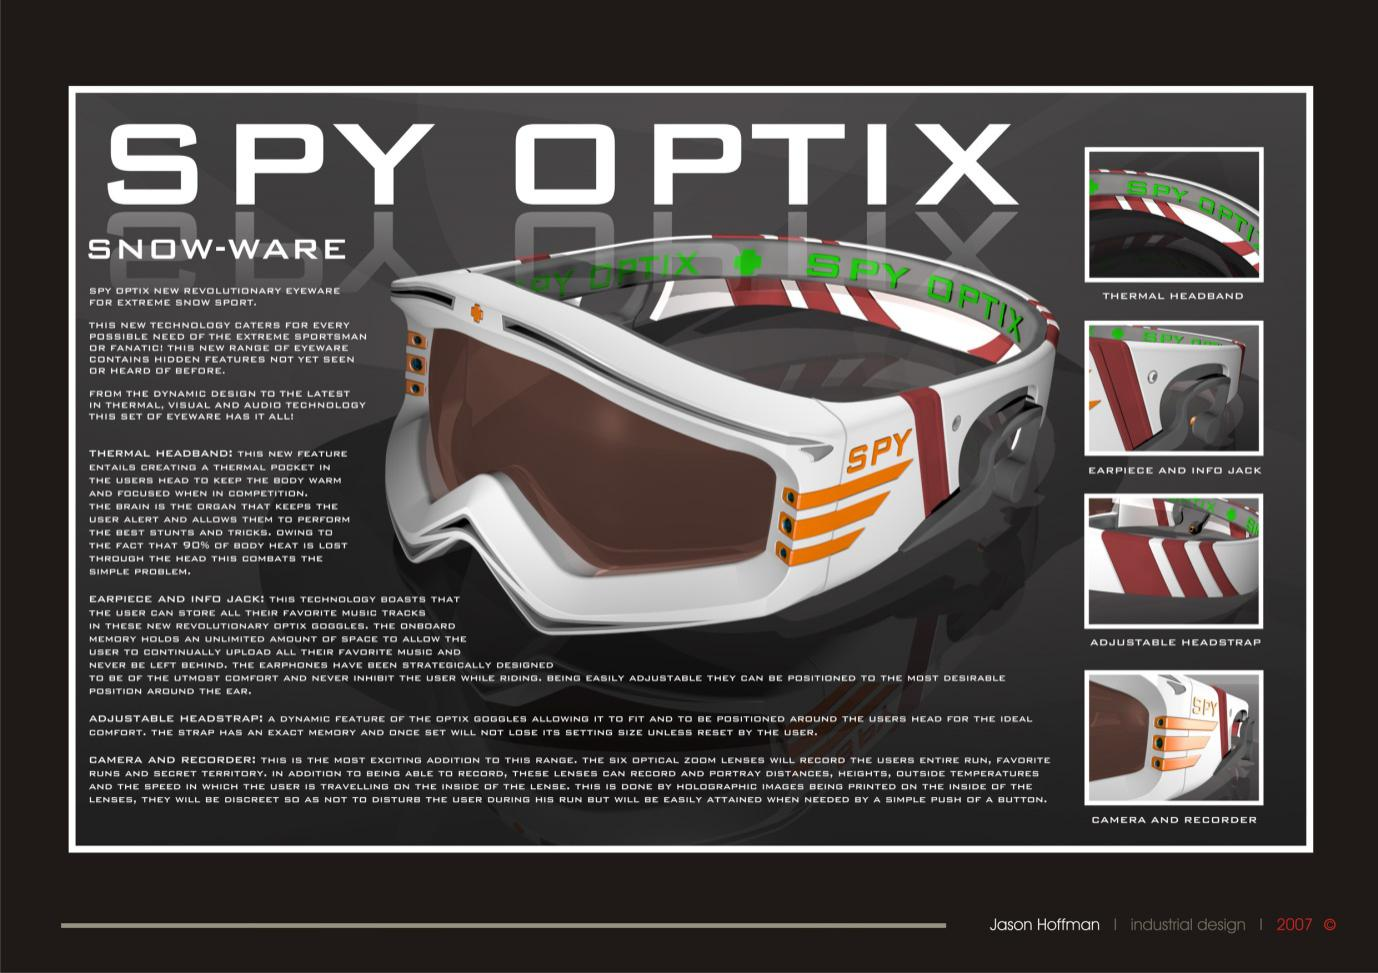 SPY OPTIX
SNOW-WARE
SPY OPTIX NEW REVOLUTIONARY EYEWARE
FOR EXTREME SNOW SPORT.
THIS NEW TECHNOLOGY CATERS FOR EVERY
POSSIBLE NEED OF THE EXTREME SPORTSMAN
OR FANATIC! THIS NEW RANGE OF EYEWARE
CONTAINS HIDDEN FEATURES NOT YET SEEN
OR HEARD OF BEFORE.
FROM THE DYNAMIC DESIGN TO THE LATEST
IN THERMAL, VISUAL AND AUDIO TECHNOLOGY
THIS SET OF EYEWARE HAS IT ALL!
THERMAL HEADBAND: THIS NEW FEATURE
ENTAILS CREATING A THERMAL POCKET IN
THE USERS HEAD TO KEEP THE BODY WARM
AND FOCUSED WHEN IN COMPETITION.
THE BRAIN IS THE ORGAN THAT KEEPS THE
USER ALERT AND ALLOWS THEM TO PERFORM
THE BEST STUNTS AND TRICKS. OWING TO
THE FACT THAT 90% OF BODY HEAT IS LOST
THROUGH THE HEAD THIS COMBATS THE
SIMPLE PROBLEM.
EARPIECE AND INFO JACK: THIS TECHNOLOGY BOASTS THAT
THE USER CAN STORE ALL THEIR FAVORITE MUSIC TRACKS
IN THESE NEW REVOLUTIONARY OPTIX GOGGLES. THE ONBOARD
MEMORY HOLDS AN UNLIMITED AMOUNT OF SPACE TO ALLOW THE
USER TO CONTINUALLY UPLOAD ALL THEIR FAVORITE MUSIC AND
NEVER BE LEFT BEHIND. THE EARPHONES HAVE BEEN STRATEGICALLY DESIGNED
TO BE OF THE UTMOST COMFORT AND NEVER INHIBIT THE USER WHILE RIDING. BEING EASILY ADJUSTABLE THEY CAN BE POSITIONED TO THE MOST DESIRABLE
POSITION AROUND THE EAR.
ADJUSTABLE HEADSTRAP: A DYNAMIC FEATURE OF THE OPTIX GOGGLES ALLOWING IT TO FIT AND TO BE POSITIONED AROUND THE USERS HEAD FOR THE IDEAL
COMFORT. THE STRAP HAS AN EXACT MEMORY AND ONCE SET WILL NOT LOSE ITS SETTING SIZE UNLESS RESET BY THE USER.
CAMERA AND RECORDER: THIS IS THE MOST EXCITING ADDITION TO THIS RANGE. THE SIX OPTICAL ZOOM LENSES WILL RECORD THE USERS ENTIRE RUN, FAVORITE
RUNS AND SECRET TERRITORY. IN ADDITION TO BEING ABLE TO RECORD, THESE LENSES CAN RECORD AND PORTRAY DISTANCES, HEIGHTS, OUTSIDE TEMPERATURES
AND THE SPEED IN WHICH THE USER IS TRAVELLING ON THE INSIDE OF THE LENSE. THIS IS DONE BY HOLOGRAPHIC IMAGES BEING PRINTED ON THE INSIDE OF THE
LENSES, THEY WILL BE DISCREET SO AS NOT TO DISTURB THE USER DURING HIS RUN BUT WILL BE EASILY ATTAINED WHEN NEEDED BY A SIMPLE PUSH OF A BUTTON.
SPY OPTIX SPY OPTIX
SPY
SPY OPTIX
THERMAL HEADBAND
EARPIECE AND INFO JACK
ADJUSTABLE HEADSTRAP
SPY
CAMERA AND RECORDER
Jason Hoffman | industrial design | 2007 ©